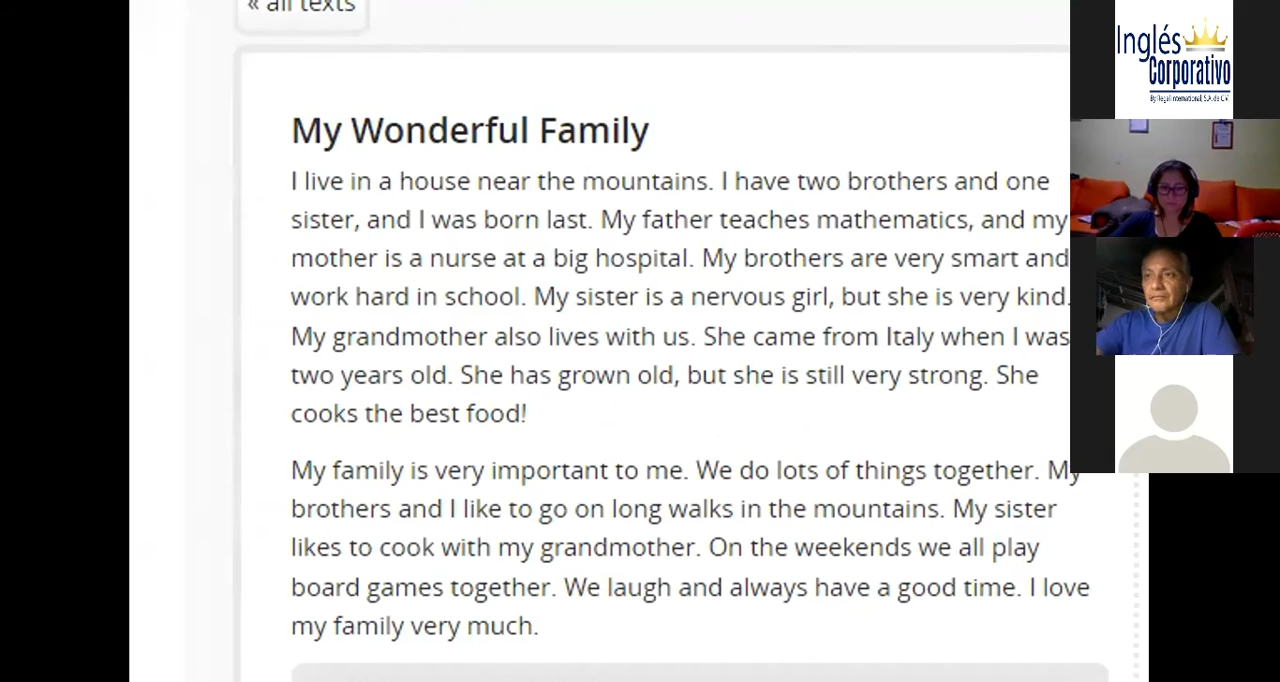 « all texts
My Wonderful Family
I live in a house near the mountains. I have two brothers and one
sister, and I was born last. My father teaches mathematics, and my
mother is a nurse at a big hospital. My brothers are very smart and
work hard in school. My sister is a nervous girl, but she is very kind.
My grandmother also lives with us. She came from Italy when I was
two years old. She has grown old, but she is still very strong. She
cooks the best food!
My family is very important to me. We do lots of things together. My
brothers and I like to go on long walks in the mountains. My sister
likes to cook with my grandmother. On the weekends we all play
board games together. We laugh and always have a good time. I love
my family very much.
Inglés
Corporativo
By Regal International, S.A. de C.V.